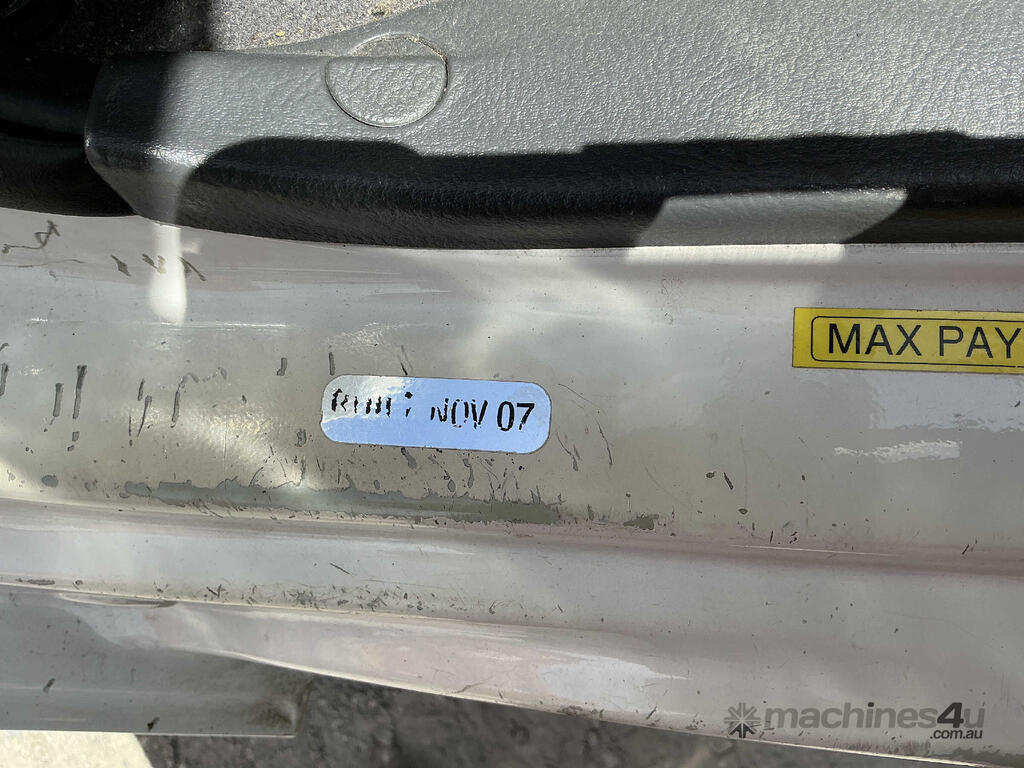 MAX PAY
NOV 07
machines4u
.com.au